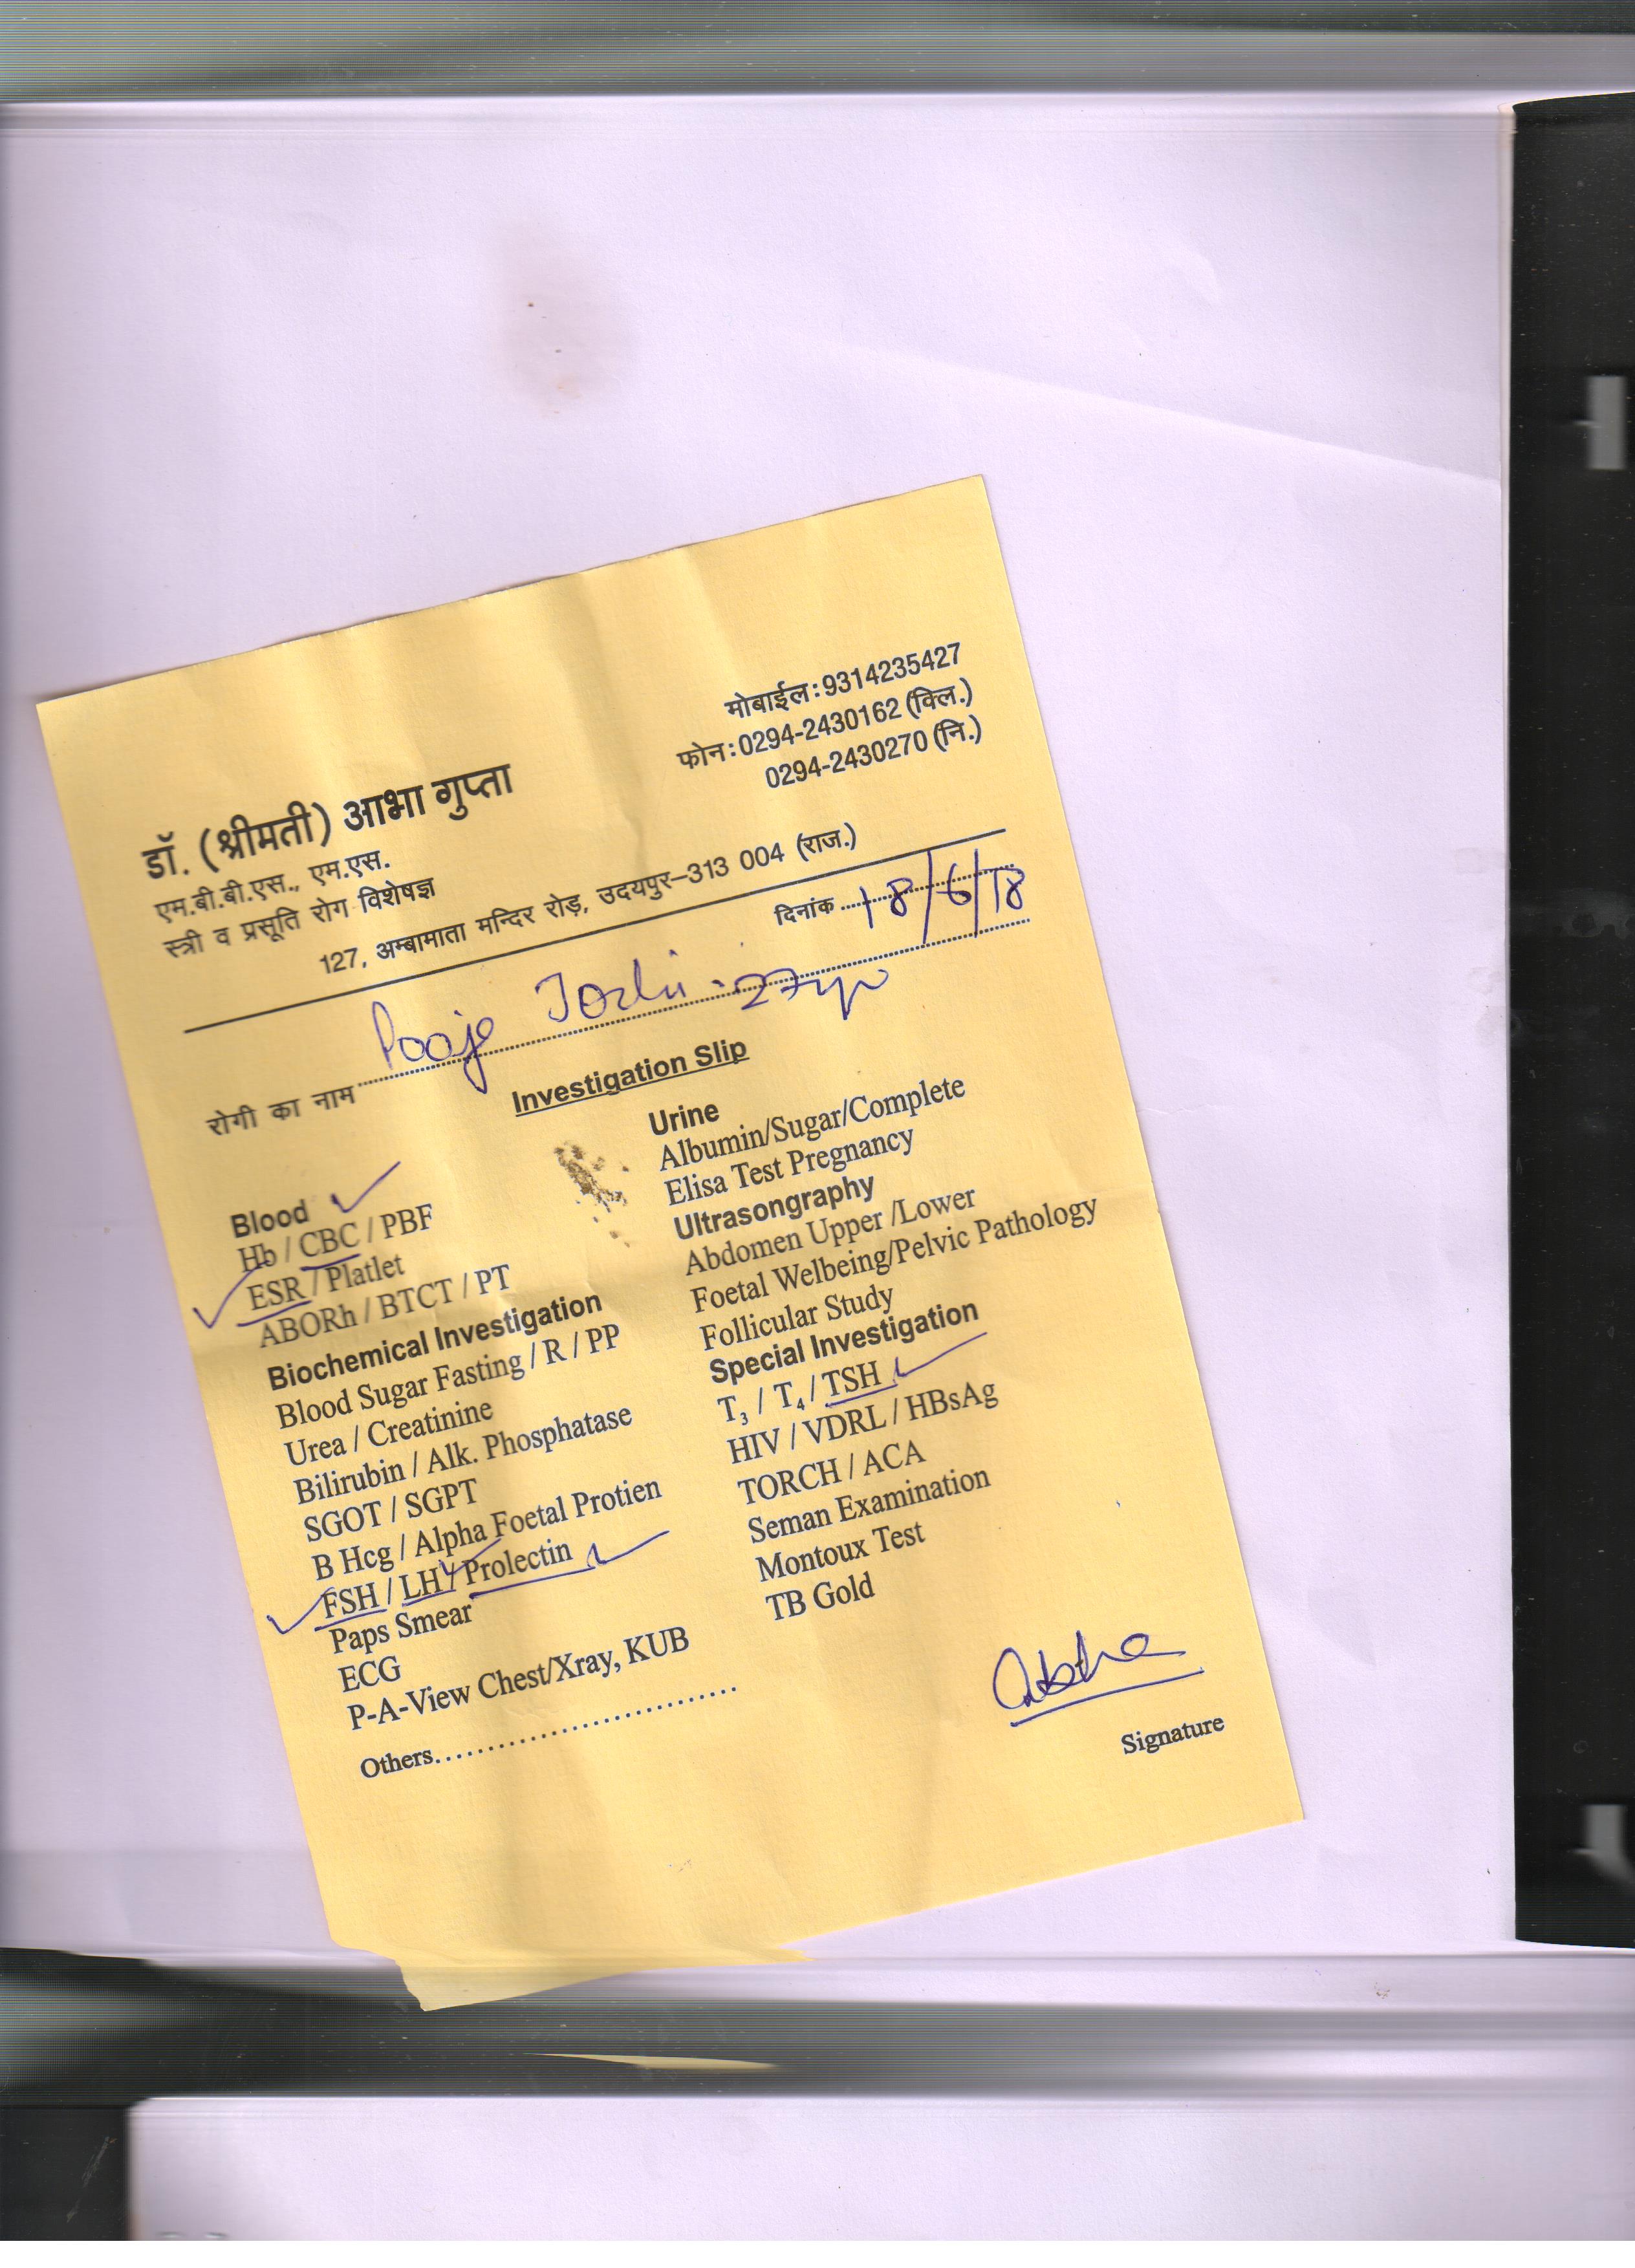 मोबाईल:9314235427
फोन:0294-2430162 (क्लि.)
0294-2430270 (नि.)
डॉ. (श्रीमती) आभा गुप्ता
एम.बी.बी.एस., एम.एस.
स्त्री व प्रसूति रोग विशेषज्ञ
127, अम्बामाता मन्दिर रोड़, उदयपुर–313 004 (राज.)
दिनांक 18/6/18
रोगी का नाम Pooja Joshi - 27yr
Investigation Slip
Blood
Hb / CBC / PBF
ESR / Platlet
ABORh / BTCT / PT
Biochemical Investigation
Blood Sugar Fasting / R / PP
Urea / Creatinine
Bilirubin / Alk. Phosphatase
SGOT / SGPT
B Hcg / Alpha Foetal Protien
FSH / LH / Prolectin
Paps Smear
ECG
P-A-View Chest/Xray, KUB
Others..............................
Urine
Albumin/Sugar/Complete
Elisa Test Pregnancy
Ultrasongraphy
Abdomen Upper /Lower
Foetal Welbeing/Pelvic Pathology
Follicular Study
Special Investigation
T₃ / T₄ / TSH
HIV / VDRL / HBsAg
TORCH / ACA
Seman Examination
Montoux Test
TB Gold
Abha
Signature